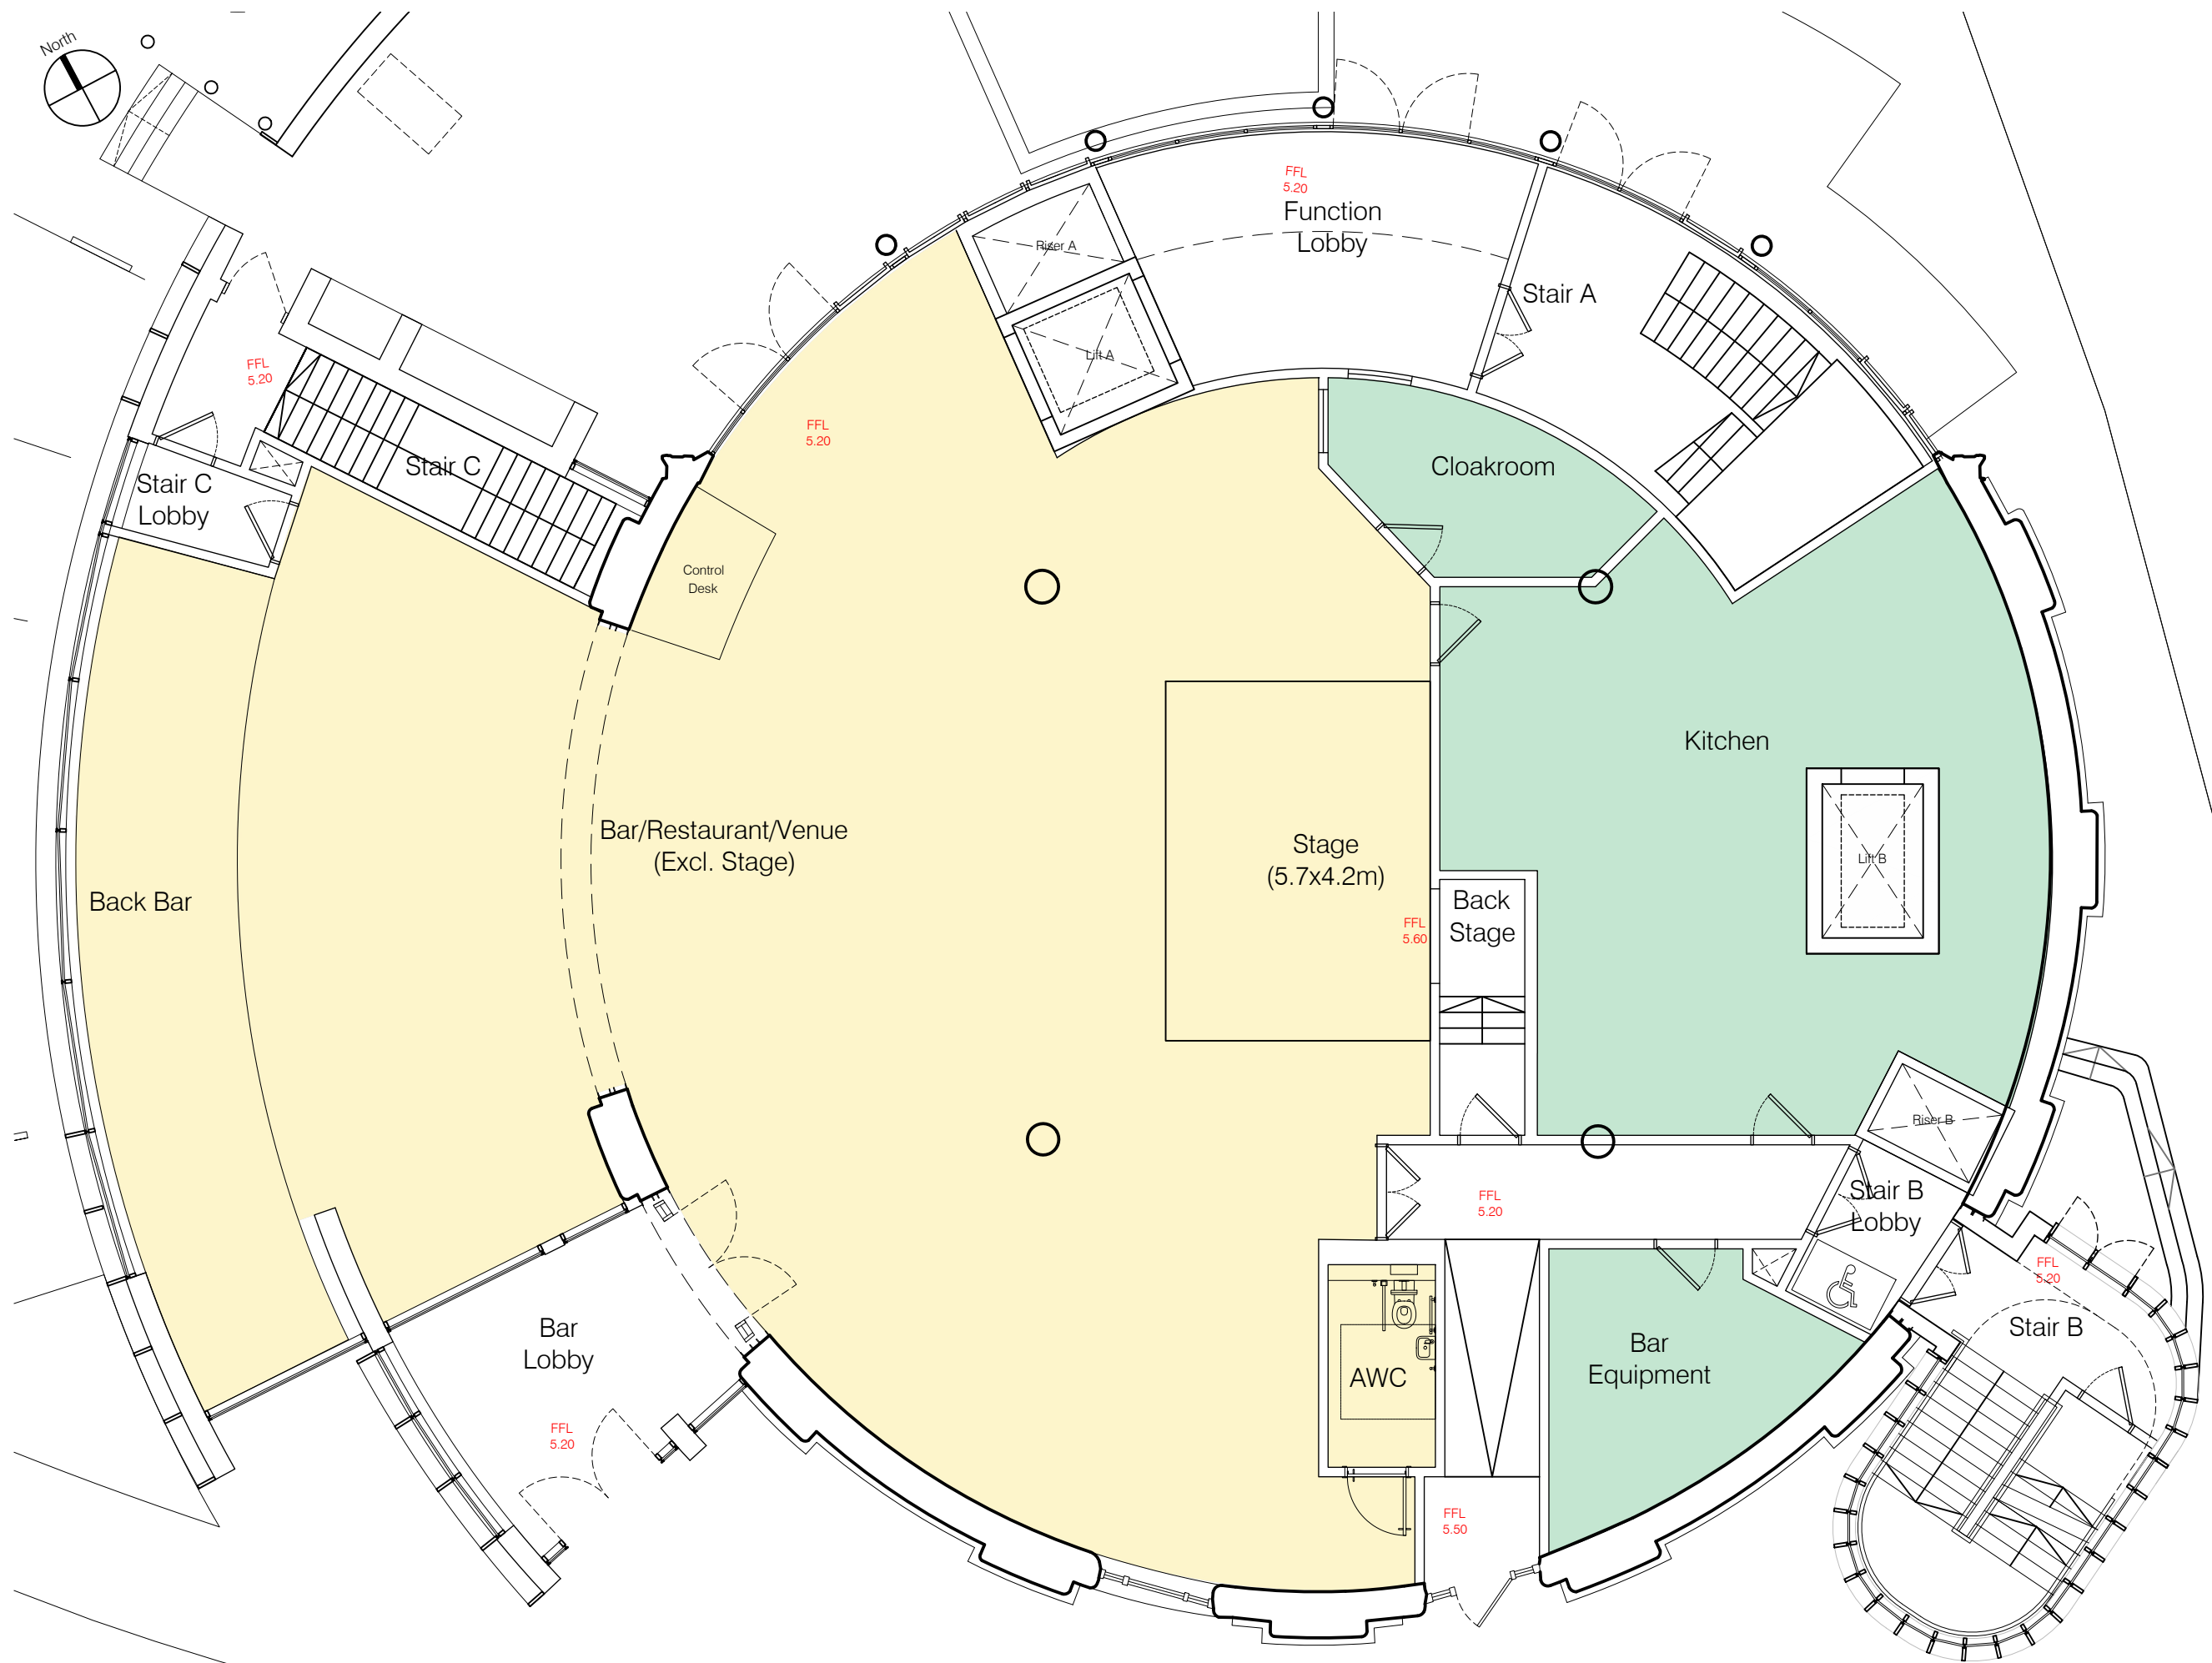 North
FFL
5.20
Function
Lobby
Riser A
Stair A
Lift A
FFL
5.20
FFL
5.20
Stair C
Stair C
Lobby
Cloakroom
Control
Desk
Kitchen
Bar/Restaurant/Venue
(Excl. Stage)
Stage
(5.7x4.2m)
Lift B
Back Bar
Back
Stage
FFL
5.60
Riser B
FFL
5.20
Stair B
Lobby
FFL
5.20
Stair B
Bar
Lobby
Bar
Equipment
AWC
FFL
5.20
FFL
5.50